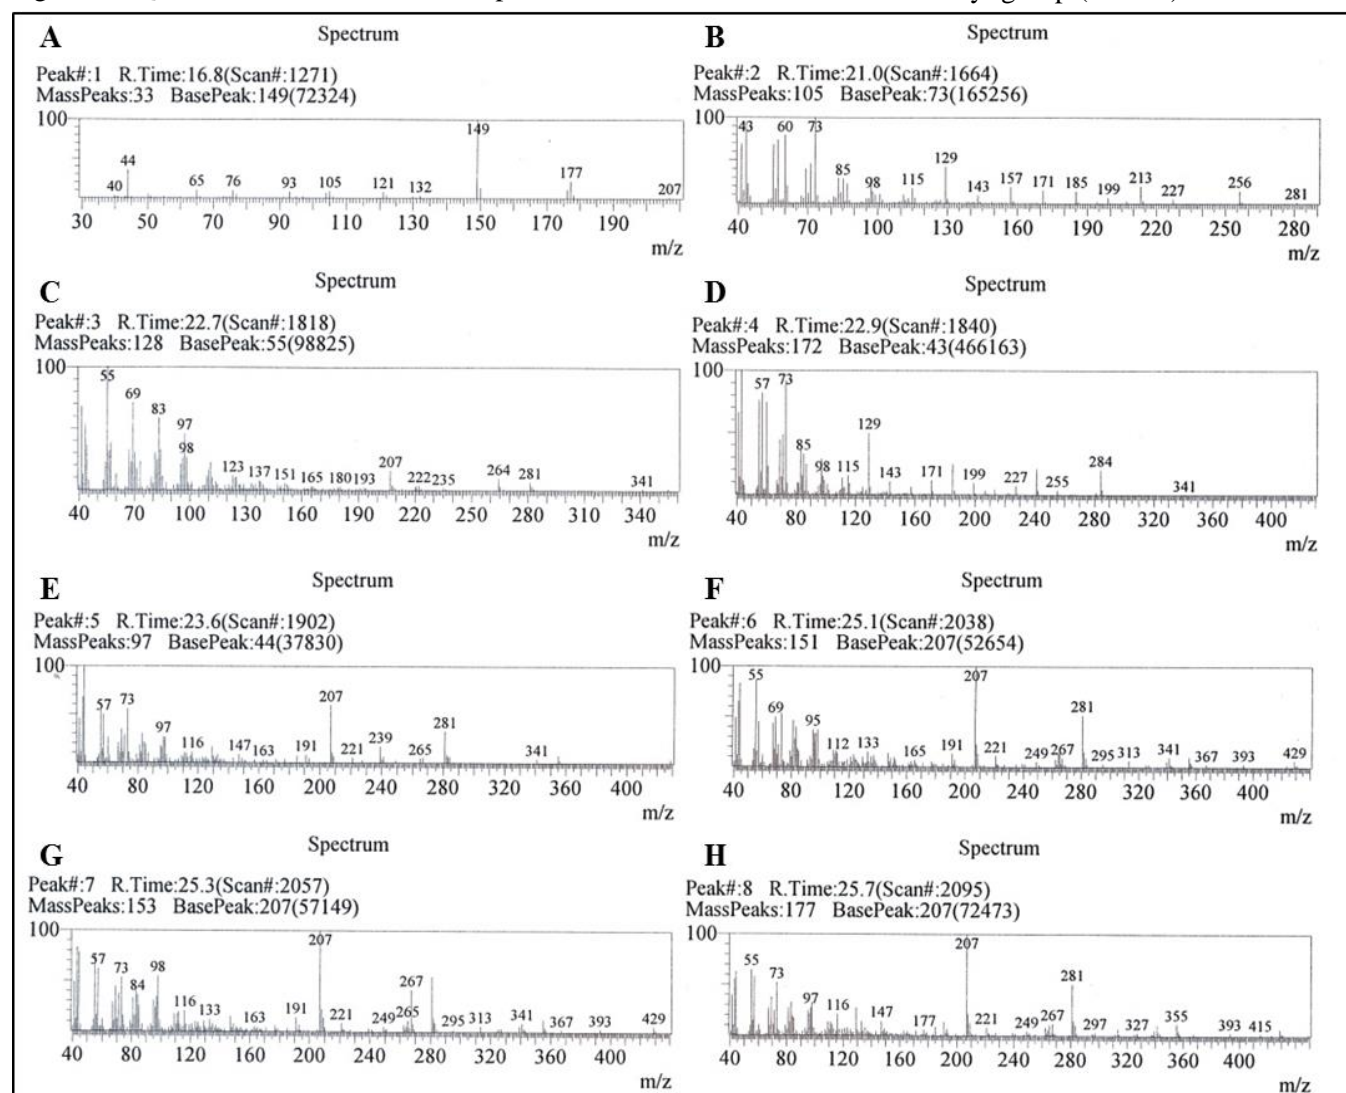 A
Spectrum
Peak#:1 R.Time:16.8(Scan#:1271)
MassPeaks:33 BasePeak:149(72324)
100
149
44
40
65
76
93
105
121
132
177
207
30 50 70 90 110 130 150 170 190
m/z
B
Spectrum
Peak#:2 R.Time:21.0(Scan#:1664)
MassPeaks:105 BasePeak:73(165256)
100
43 60 73
85
98
115
129
143
157
171
185
199
213
227
256
281
40 70 100 130 160 190 220 250 280
m/z
C
Spectrum
Peak#:3 R.Time:22.7(Scan#:1818)
MassPeaks:128 BasePeak:55(98825)
100
55
69
83
97
98
123
137
151
165
180
193
207
222
235
264
281
341
40 70 100 130 160 190 220 250 280 310 340
m/z
D
Spectrum
Peak#:4 R.Time:22.9(Scan#:1840)
MassPeaks:172 BasePeak:43(466163)
100
57 73
85
98
115
129
143
171
199
227
255
284
341
40 80 120 160 200 240 280 320 360 400
m/z
E
Spectrum
Peak#:5 R.Time:23.6(Scan#:1902)
MassPeaks:97 BasePeak:44(37830)
100
57
73
97
116
147
163
191
207
221
239
265
281
341
40 80 120 160 200 240 280 320 360 400
m/z
F
Spectrum
Peak#:6 R.Time:25.1(Scan#:2038)
MassPeaks:151 BasePeak:207(52654)
100
55
69
95
112
133
165
191
207
221
249
267
281
295
313
341
367
393
429
40 80 120 160 200 240 280 320 360 400
m/z
G
Spectrum
Peak#:7 R.Time:25.3(Scan#:2057)
MassPeaks:153 BasePeak:207(57149)
100
57
73
84
98
116
133
163
191
207
221
249
265
267
295
313
341
367
393
429
40 80 120 160 200 240 280 320 360 400
m/z
H
Spectrum
Peak#:8 R.Time:25.7(Scan#:2095)
MassPeaks:177 BasePeak:207(72473)
100
55
73
97
116
147
177
207
221
249
267
281
297
327
355
393
415
40 80 120 160 200 240 280 320 360 400
m/z